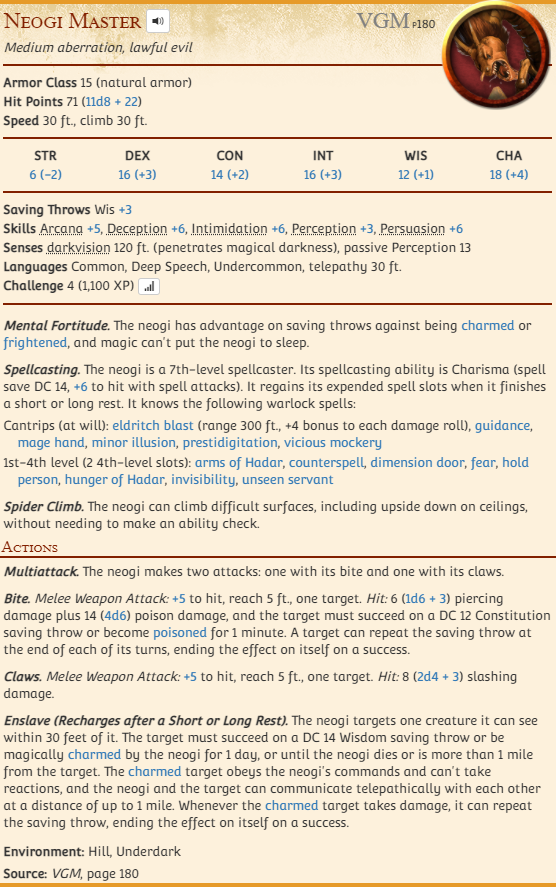 Neogi Master VGM p180
Medium aberration, lawful evil
Armor Class 15 (natural armor)
Hit Points 71 (11d8 + 22)
Speed 30 ft., climb 30 ft.
STR DEX CON INT WIS CHA
6 (−2) 16 (+3) 14 (+2) 16 (+3) 12 (+1) 18 (+4)
Saving Throws Wis +3
Skills Arcana +5, Deception +6, Intimidation +6, Perception +3, Persuasion +6
Senses darkvision 120 ft. (penetrates magical darkness), passive Perception 13
Languages Common, Deep Speech, Undercommon, telepathy 30 ft.
Challenge 4 (1,100 XP)
Mental Fortitude. The neogi has advantage on saving throws against being charmed or
frightened, and magic can't put the neogi to sleep.
Spellcasting. The neogi is a 7th-level spellcaster. Its spellcasting ability is Charisma (spell
save DC 14, +6 to hit with spell attacks). It regains its expended spell slots when it finishes
a short or long rest. It knows the following warlock spells:
Cantrips (at will): eldritch blast (range 300 ft., +4 bonus to each damage roll), guidance,
mage hand, minor illusion, prestidigitation, vicious mockery
1st–4th level (2 4th-level slots): arms of Hadar, counterspell, dimension door, fear, hold
person, hunger of Hadar, invisibility, unseen servant
Spider Climb. The neogi can climb difficult surfaces, including upside down on ceilings,
without needing to make an ability check.
Actions
Multiattack. The neogi makes two attacks: one with its bite and one with its claws.
Bite. Melee Weapon Attack: +5 to hit, reach 5 ft., one target. Hit: 6 (1d6 + 3) piercing
damage plus 14 (4d6) poison damage, and the target must succeed on a DC 12 Constitution
saving throw or become poisoned for 1 minute. A target can repeat the saving throw at
the end of each of its turns, ending the effect on itself on a success.
Claws. Melee Weapon Attack: +5 to hit, reach 5 ft., one target. Hit: 8 (2d4 + 3) slashing
damage.
Enslave (Recharges after a Short or Long Rest). The neogi targets one creature it can see
within 30 feet of it. The target must succeed on a DC 14 Wisdom saving throw or be
magically charmed by the neogi for 1 day, or until the neogi dies or is more than 1 mile
from the target. The charmed target obeys the neogi's commands and can't take
reactions, and the neogi and the target can communicate telepathically with each other
at a distance of up to 1 mile. Whenever the charmed target takes damage, it can repeat
the saving throw, ending the effect on itself on a success.
Environment: Hill, Underdark
Source: VGM, page 180